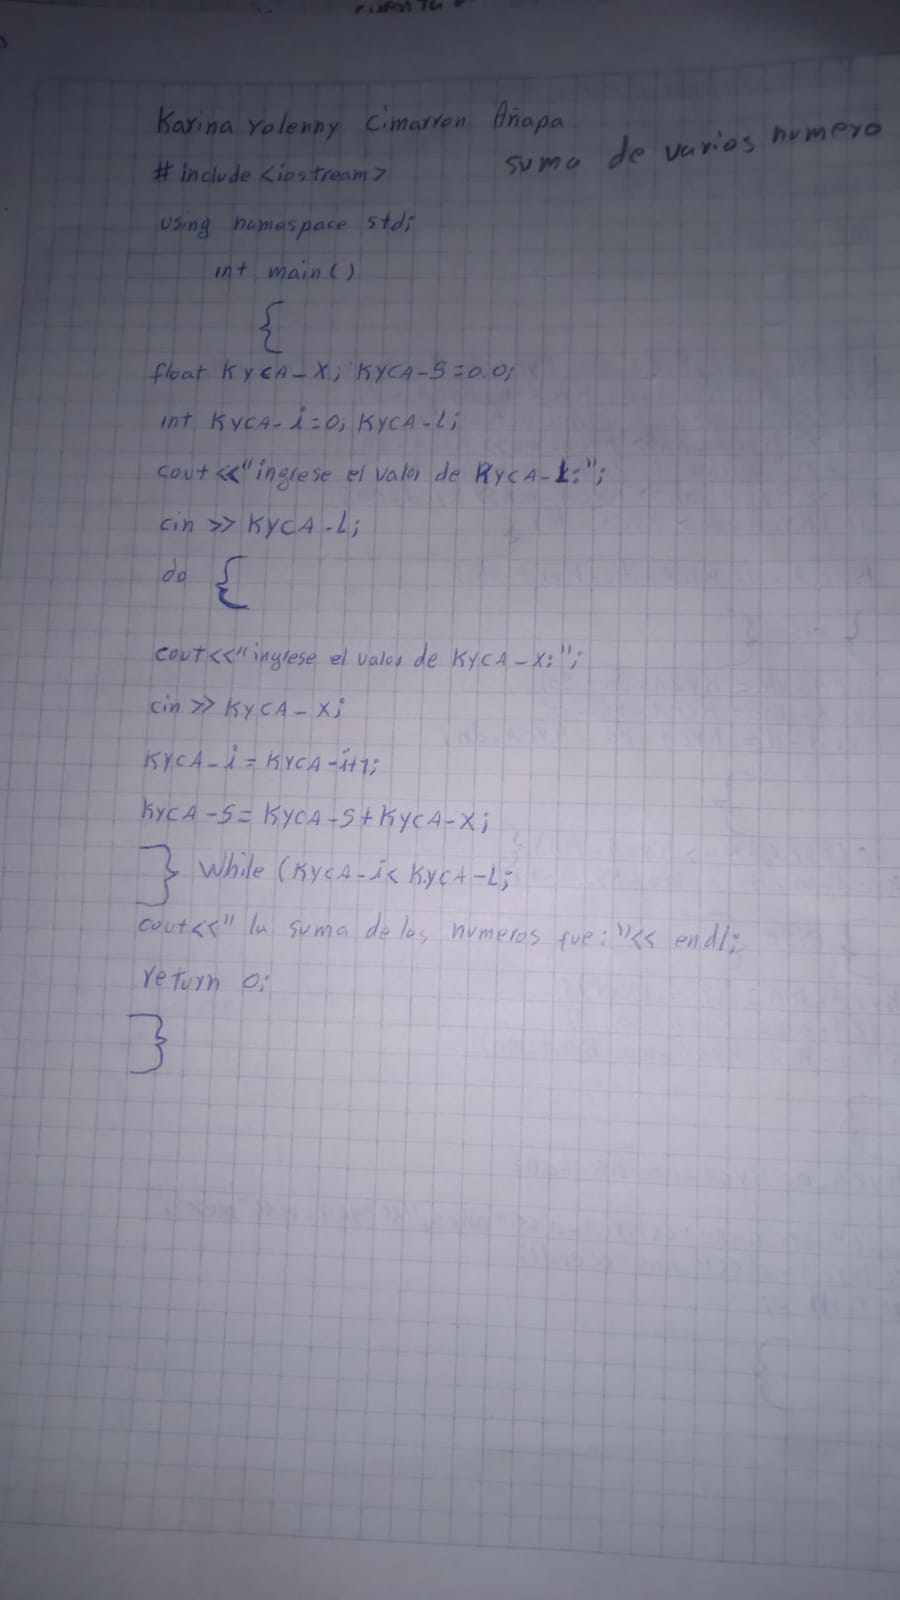 Karina Yolenny Cimarron Añapa
suma de varios numero
# include <iostream>
using namespace std;
int main()
{
float KYCA-X; KYCA-S=0.0;
int KYCA-i=0; KYCA-L;
cout<<"ingrese el valor de KYCA-L:";
cin >> KYCA-L;
do {
cout<<"ingrese el valor de KYCA-X:";
cin >> KYCA-X;
KYCA-i= KYCA-i+1;
KYCA-S= KYCA-S+KYCA-X;
} While (KYCA-i< KYCA-L;
cout<<" la suma de los numeros fue: "<< endl;
return 0;
}